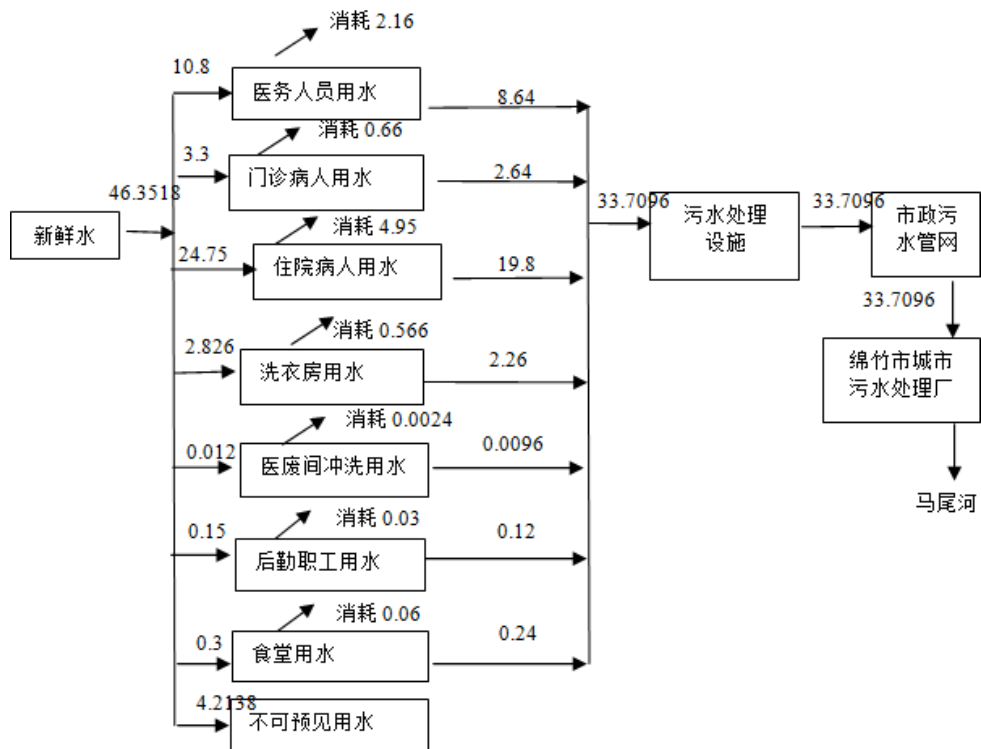 消耗 2.16
10.8
医务人员用水
8.64
消耗 0.66
3.3
门诊病人用水
2.64
46.3518
新鲜水
消耗 4.95
24.75
住院病人用水
19.8
33.7096
污水处理
设施
33.7096
市政污
水管网
33.7096
绵竹市城市
污水处理厂
马尾河
消耗 0.566
2.826
洗衣房用水
2.26
消耗 0.0024
0.012
医废间冲洗用水
0.0096
消耗 0.03
0.15
后勤职工用水
0.12
消耗 0.06
0.3
食堂用水
0.24
4.2138
不可预见用水